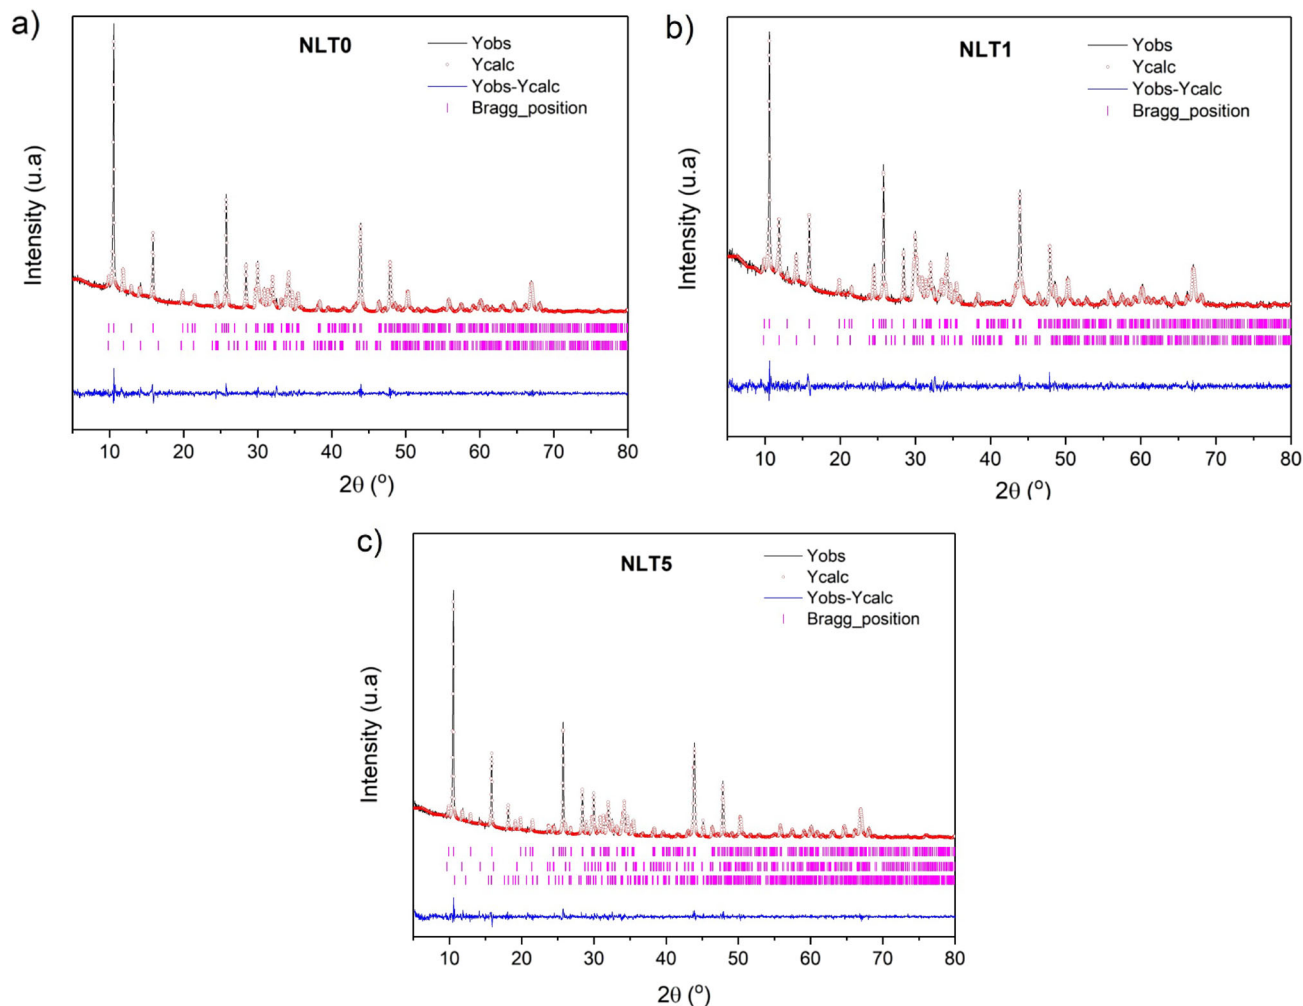 a)
NLT0
Yobs
Ycalc
Yobs-Ycalc
Bragg_position
Intensity (u.a)
10 20 30 40 50 60 70 80
2θ (°)
b)
NLT1
Yobs
Ycalc
Yobs-Ycalc
Bragg_position
Intensity (u.a)
10 20 30 40 50 60 70 80
2θ (°)
c)
NLT5
Yobs
Ycalc
Yobs-Ycalc
Bragg_position
Intensity (u.a)
10 20 30 40 50 60 70 80
2θ (°)